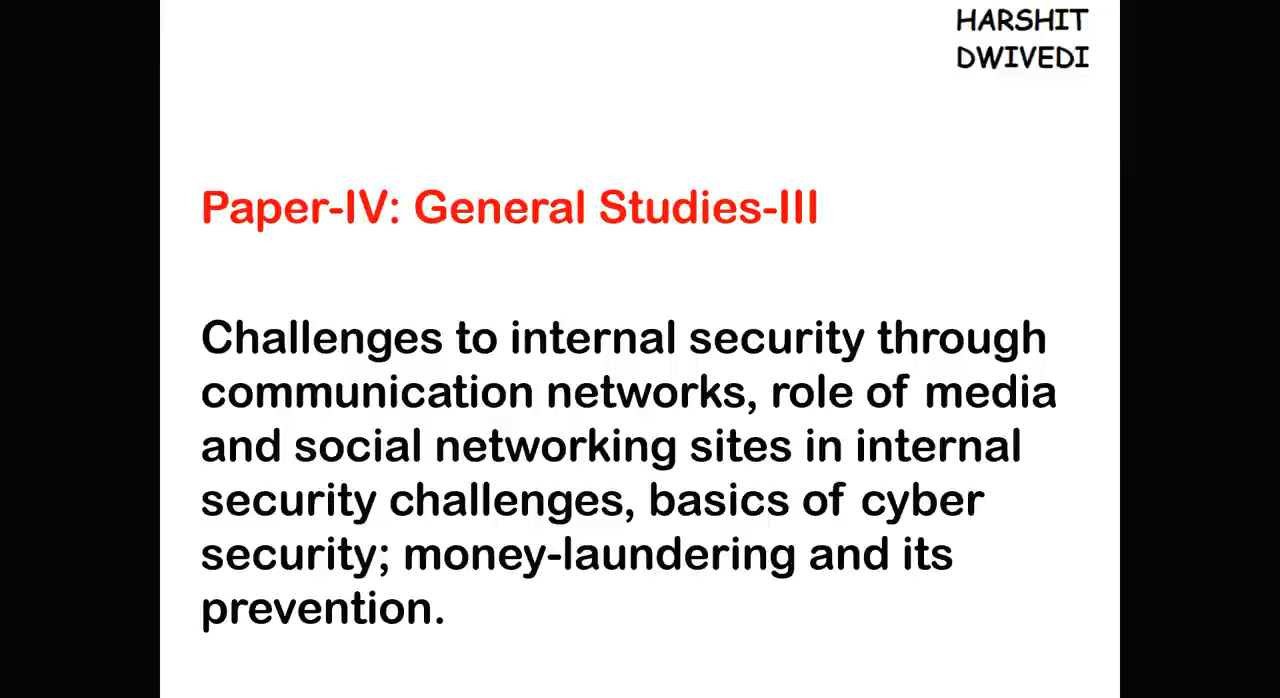 HARSHIT
DWIVEDI
Paper-IV: General Studies-III
Challenges to internal security through
communication networks, role of media
and social networking sites in internal
security challenges, basics of cyber
security; money-laundering and its
prevention.